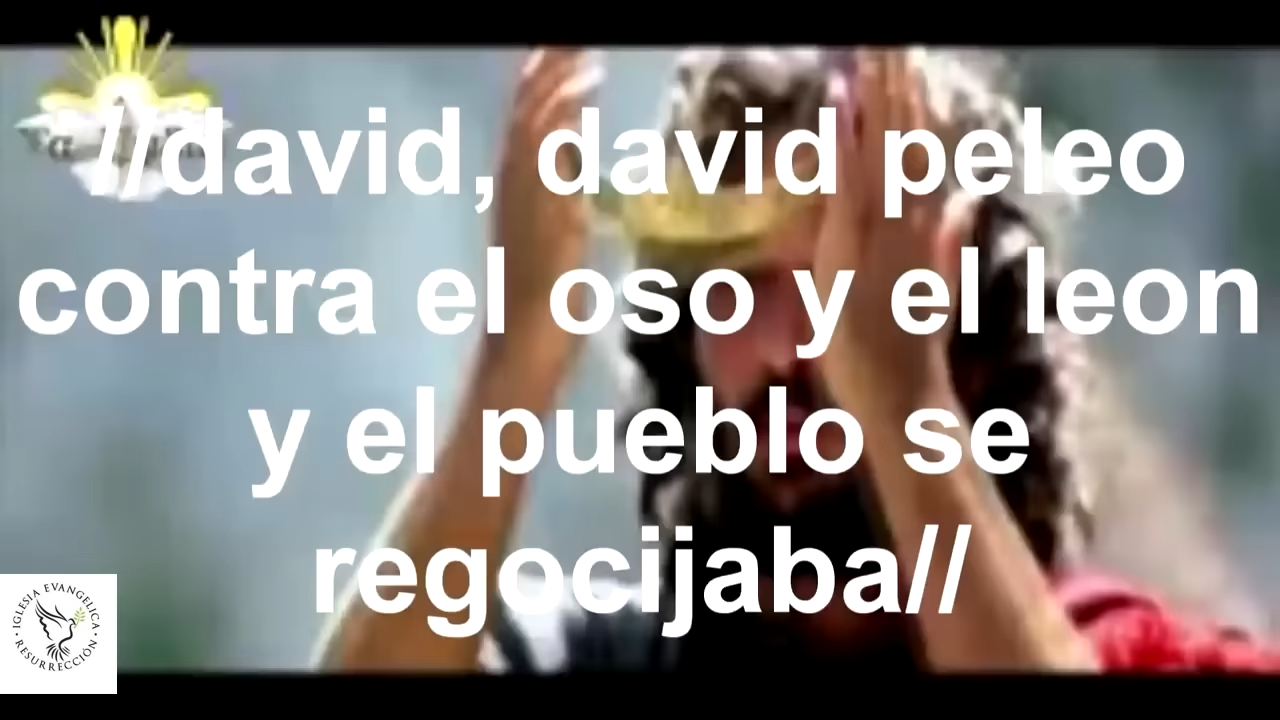 //david, david peleo
contra el oso y el leon
y el pueblo se
regocijaba//
IGLESIA EVANGELICA
RESURRECCIÓN